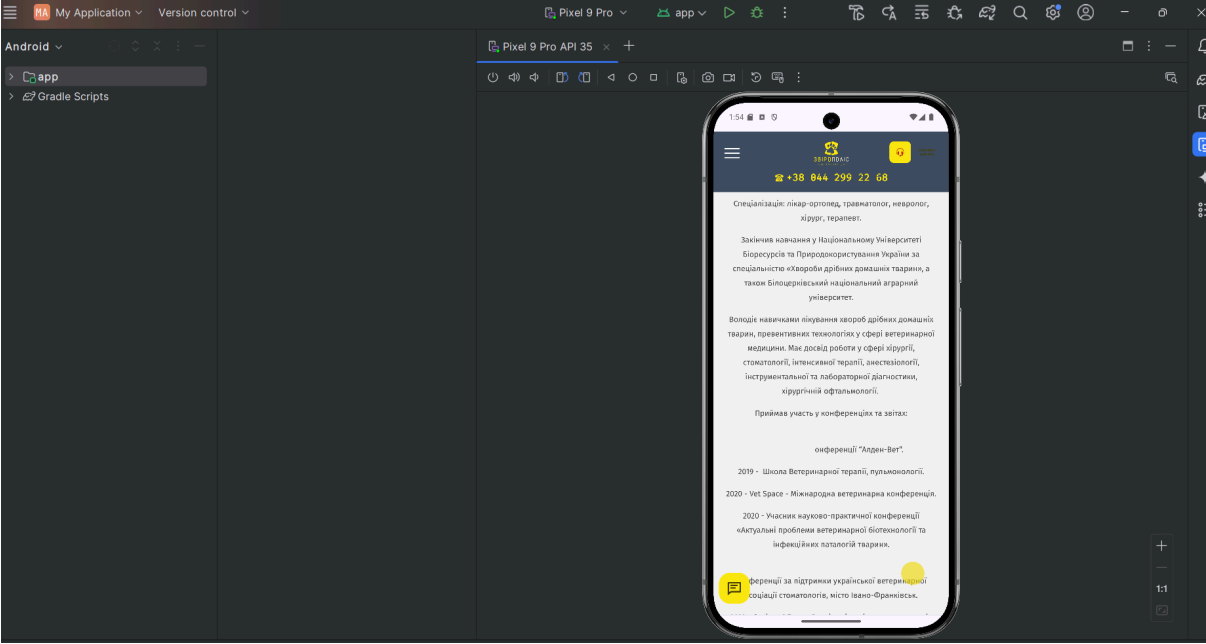 MA My Application Version control Pixel 9 Pro app
Android
Pixel 9 Pro API 35
app
Gradle Scripts
1:54
ЗВІРОПОЛІС
+38 044 299 22 68
Спеціалізація: лікар-ортопед, травматолог, невролог,
хірург, терапевт.
Закінчив навчання у Національному Університеті
Біоресурсів та Природокористування України за
спеціальністю «Хвороби дрібних домашніх тварин», а
також Білоцерківський національний аграрний
університет.
Володіє навичками лікування хвороб дрібних домашніх
тварин, превентивних технологіях у сфері ветеринарної
медицини. Має досвід роботи у сфері хірургії,
стоматології, інтенсивної терапії, анестезіології,
інструментальної та лабораторної діагностики,
хірургічній офтальмології.
Приймав участь у конференціях та звітах:
онференції "Алден-Вет".
2019 - Школа Ветеринарної терапії, пульмонології.
2020 - Vet Space - Міжнародна ветеринарна конференція.
2020 - Учасник науково-практичної конференції
«Актуальні проблеми ветеринарної біотехнології та
інфекційних паталогій тварин».
ференції за підтримки української ветеринарної
соціації стоматологів, місто Івано-Франківськ.
1:1